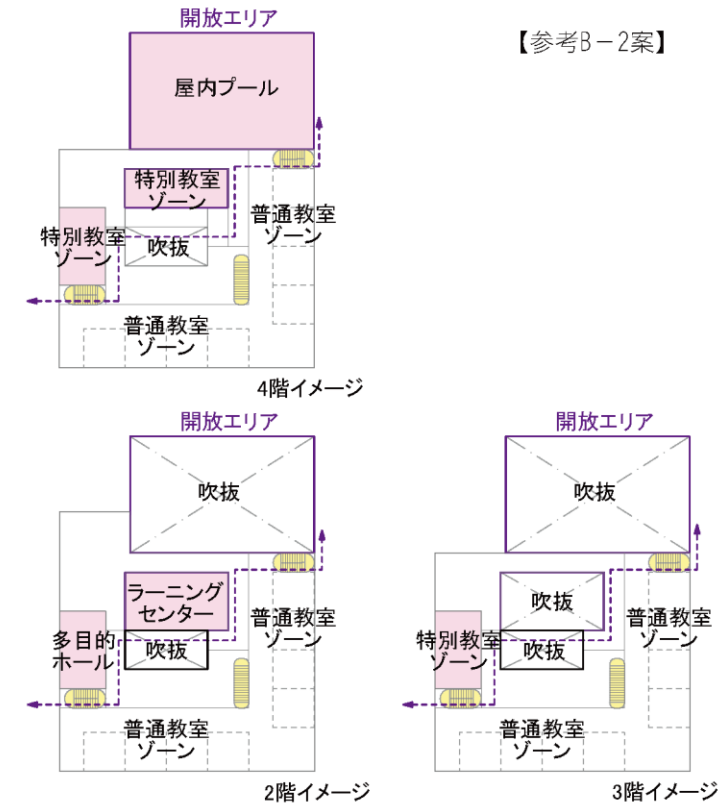 開放エリア
【参考B－2案】
屋内プール
特別教室
ゾーン
普通教室
ゾーン
特別教室
ゾーン
吹抜
普通教室
ゾーン
4階イメージ
開放エリア
吹抜
ラーニング
センター
普通教室
ゾーン
多目的
ホール
吹抜
普通教室
ゾーン
2階イメージ
開放エリア
吹抜
吹抜
普通教室
ゾーン
特別教室
ゾーン
吹抜
普通教室
ゾーン
3階イメージ